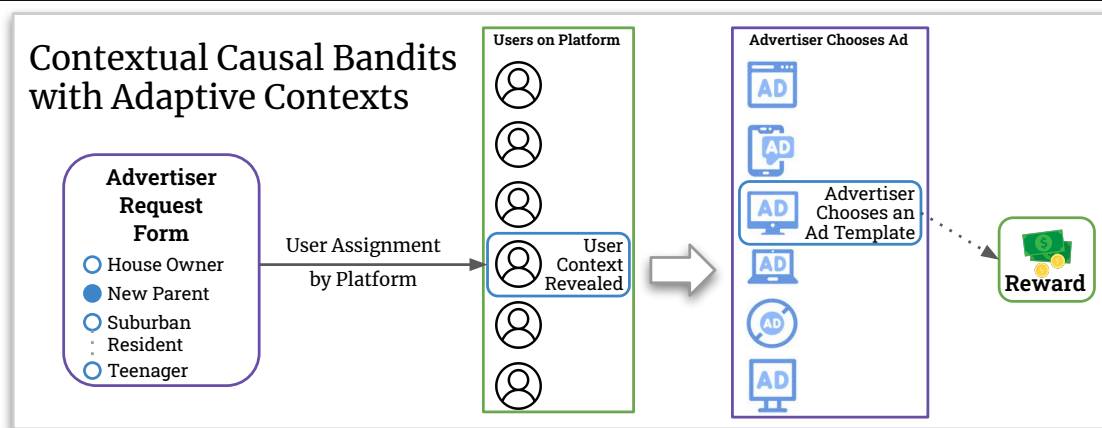 Contextual Causal Bandits
with Adaptive Contexts
Advertiser
Request
Form
House Owner
New Parent
Suburban
Resident
Teenager
User Assignment
by Platform
Users on Platform
User
Context
Revealed
Advertiser Chooses Ad
AD
AD
AD
Advertiser
Chooses an
Ad Template
AD
AD
AD
Reward